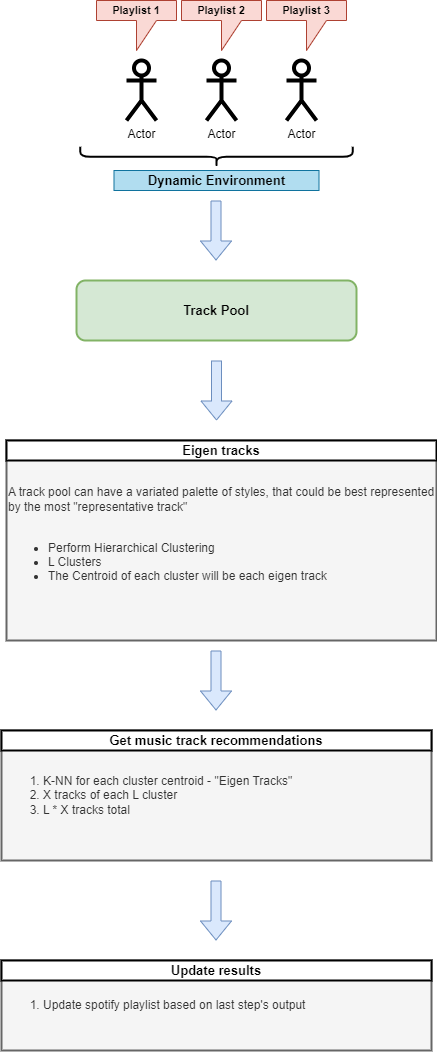 Playlist 1 Playlist 2 Playlist 3
Actor Actor Actor
Dynamic Environment
Track Pool
Eigen tracks
A track pool can have a variated palette of styles, that could be best represented
by the most "representative track"
• Perform Hierarchical Clustering
• L Clusters
• The Centroid of each cluster will be each eigen track
Get music track recommendations
1. K-NN for each cluster centroid - "Eigen Tracks"
2. X tracks of each L cluster
3. L * X tracks total
Update results
1. Update spotify playlist based on last step's output